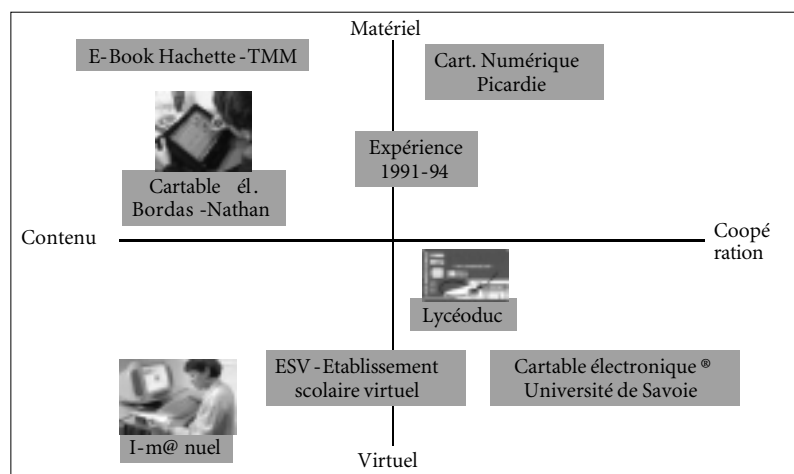 Matériel
E-Book Hachette-TMM
Cart. Numérique
Picardie
Expérience
1991-94
Cartable él.
Bordas -Nathan
Contenu
Coopé
ration
Lycéoduc
ESV -Etablissement
scolaire virtuel
Cartable électronique ®
Université de Savoie
I-m@ nuel
Virtuel